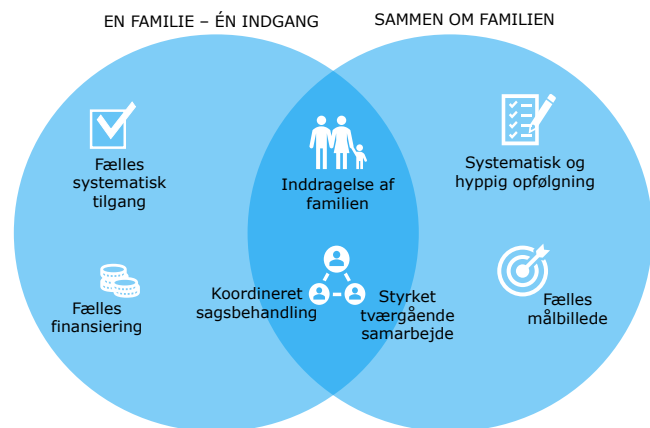 EN FAMILIE – ÉN INDGANG
SAMMEN OM FAMILIEN
Fælles
systematisk
tilgang
Inddragelse af
familien
Systematisk og
hyppig opfølgning
Fælles
finansiering
Koordineret
sagsbehandling
Styrket
tværgående
samarbejde
Fælles
målbillede